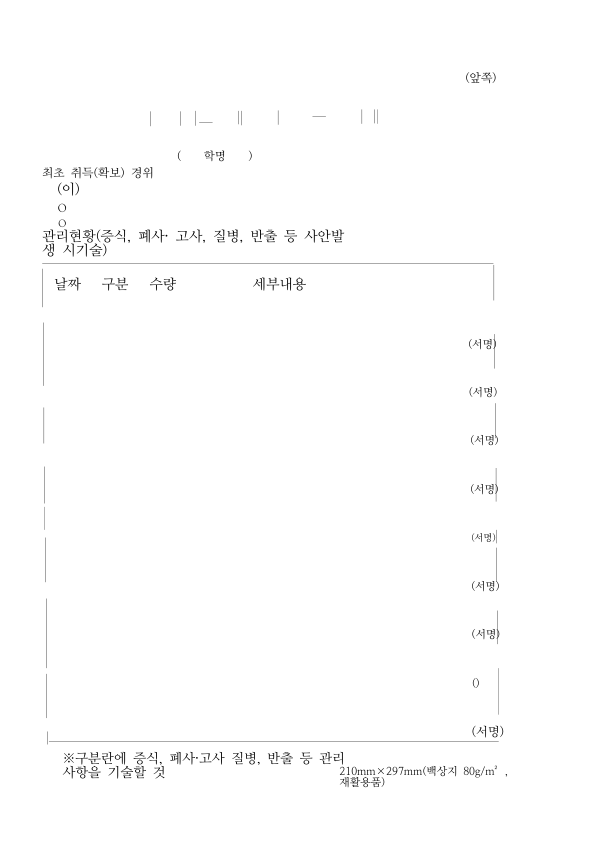 (앞쪽)
( 학명 )
최초 취득(확보) 경위
(이)
O
O
관리현황(증식, 폐사· 고사, 질병, 반출 등 사안발
생 시기술)
날짜 구분 수량 세부내용
(서명)
(서명)
(서명)
(서명)
(서명)
(서명)
(서명)
()
(서명)
※구분란에 증식, 폐사·고사 질병, 반출 등 관리
사항을 기술할 것
210mm×297mm(백상지 80g/m² ,
재활용품)